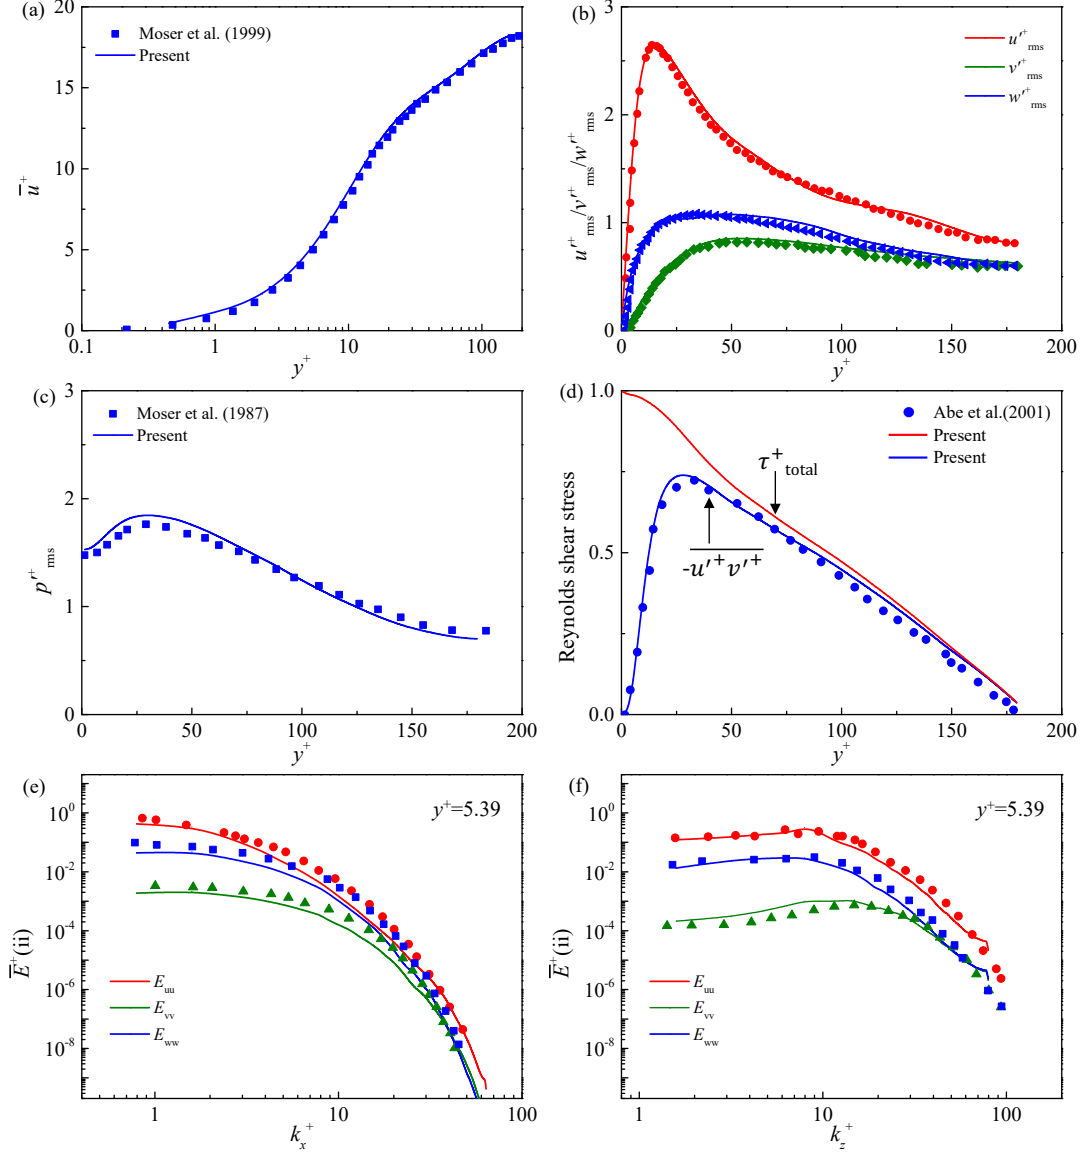 (a)
Moser et al. (1999)
Present
u̅⁺
20
15
10
5
0
0.1
1
10
100
y⁺
(b)
u′⁺rms
v′⁺rms
w′⁺rms
u′⁺rms/v′⁺rms/w′⁺rms
3
2
1
0
0
50
100
150
200
y⁺
(c)
Moser et al. (1987)
Present
p′⁺rms
3
2
1
0
0
50
100
150
200
y⁺
(d)
Abe et al.(2001)
Present
Present
τ⁺total
-u′⁺v′⁺
Reynolds shear stress
1.0
0.5
0.0
0
50
100
150
200
y⁺
(e)
y⁺=5.39
E̅⁺(ii)
10⁰
10⁻²
10⁻⁴
10⁻⁶
10⁻⁸
Euu
Evv
Eww
1
10
100
kx⁺
(f)
y⁺=5.39
E̅⁺(ii)
10⁰
10⁻²
10⁻⁴
10⁻⁶
10⁻⁸
Euu
Evv
Eww
1
10
100
kz⁺